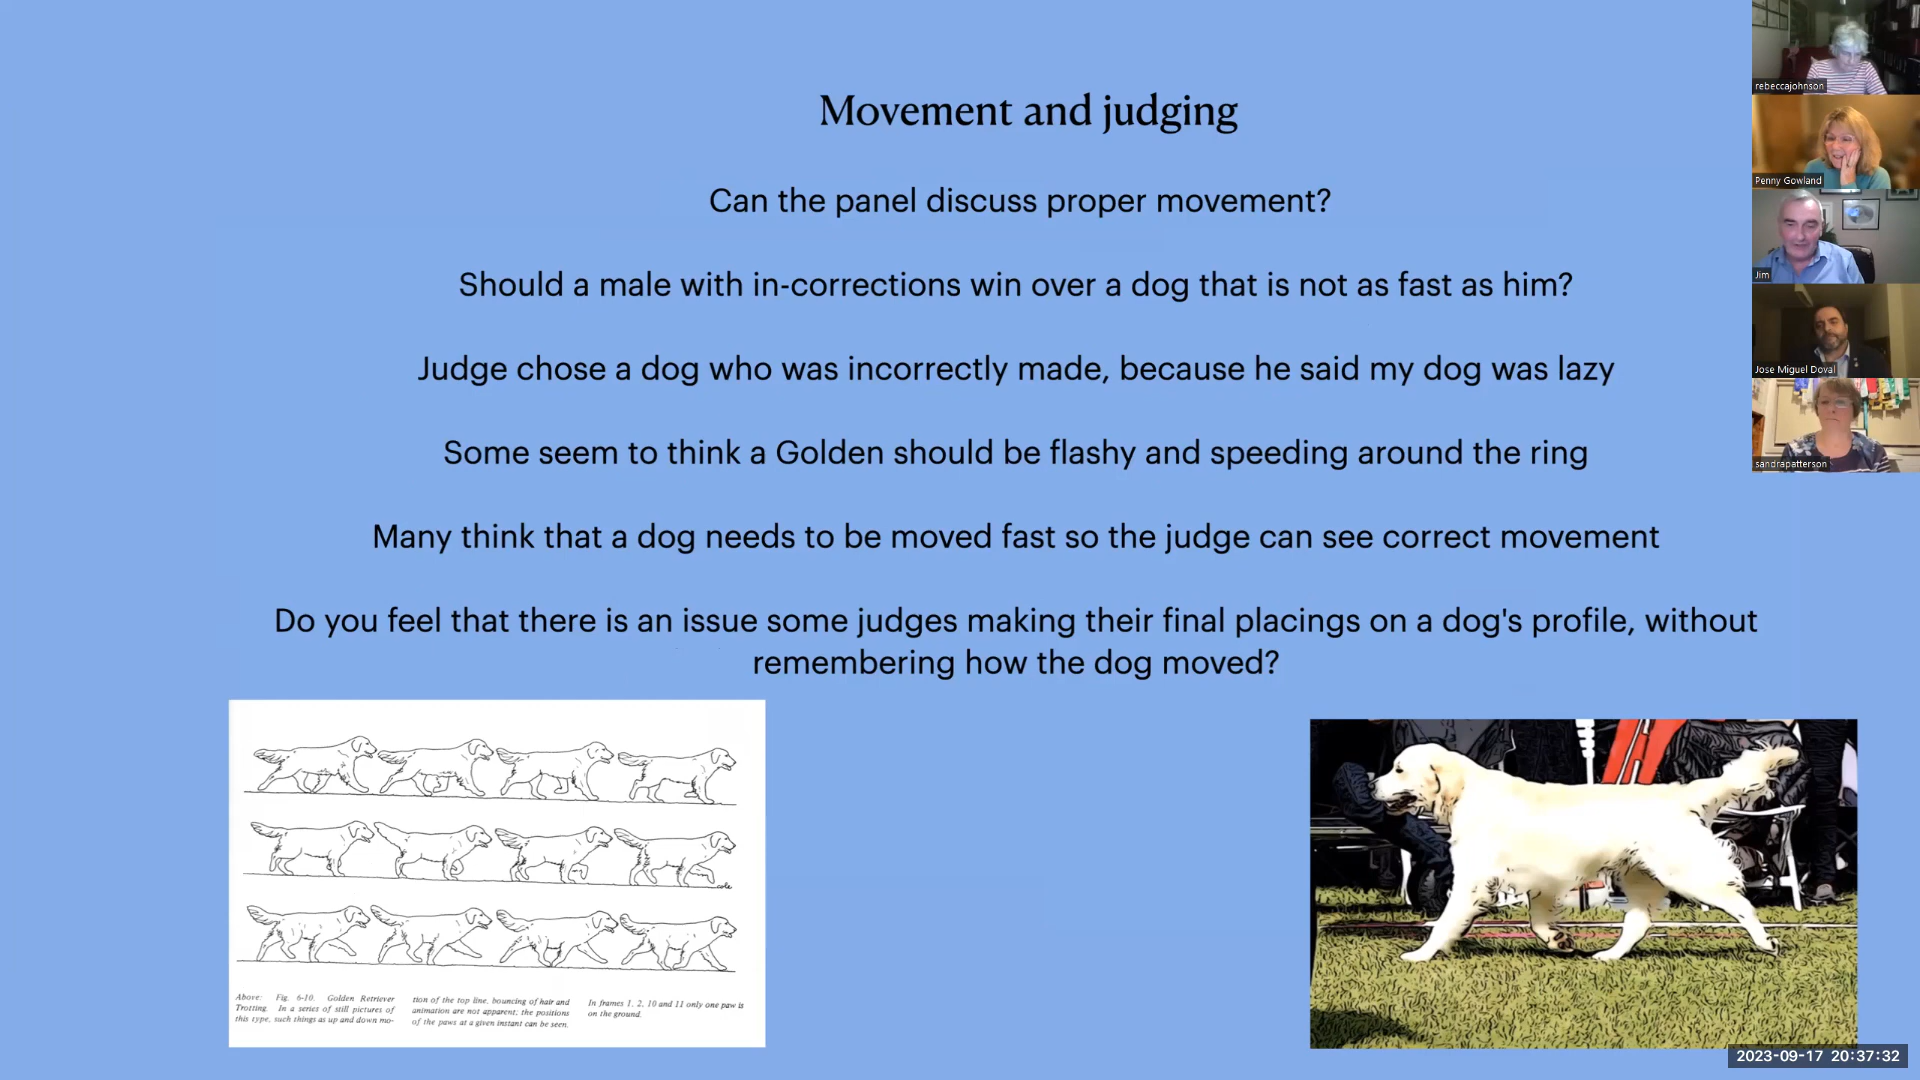 Movement and judging
Can the panel discuss proper movement?
Should a male with in-corrections win over a dog that is not as fast as him?
Judge chose a dog who was incorrectly made, because he said my dog was lazy
Some seem to think a Golden should be flashy and speeding around the ring
Many think that a dog needs to be moved fast so the judge can see correct movement
Do you feel that there is an issue some judges making their final placings on a dog's profile, without
remembering how the dog moved?
Above: Fig. 6-10. Golden Retriever
Trotting. In a series of still pictures of
this type, such things as up and down mo-
tion of the top line, bouncing of hair and
animation are not apparent; the positions
of the paws at a given instant can be seen.
In frames 1, 2, 10 and 11 only one paw is
on the ground.
rebeccajohnson
Penny Gowland
Jim
Jose Miguel Doval
sandrapatterson
2023-09-17 20:37:32